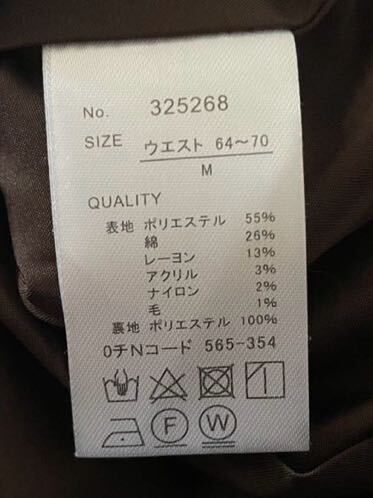 No. 325268
SIZE ウエスト 64〜70
M
QUALITY
表地 ポリエステル 55%
綿 26%
レーヨン 13%
アクリル 3%
ナイロン 2%
毛 1%
裏地 ポリエステル 100%
0チNコード 565-354
F W